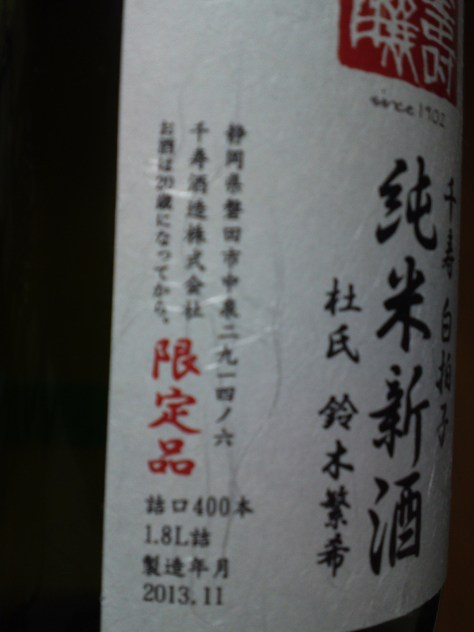 壽
醸
since 1902
千寿 白拍子
純米新酒
杜氏 鈴木繁希
静岡県磐田市中泉二九一四ノ六
千寿酒造株式会社
お酒は20歳になってから。
限定品
詰口400本
1.8L詰
製造年月
2013.11